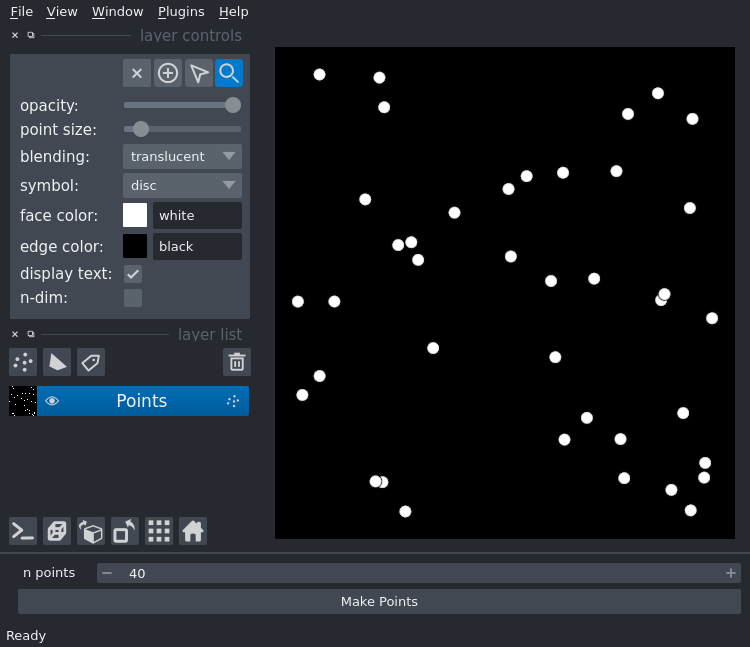 File View Window Plugins Help
layer controls
opacity:
point size:
blending: translucent
symbol: disc
face color: white
edge color: black
display text:
n-dim:
layer list
Points
n points 40
Make Points
Ready